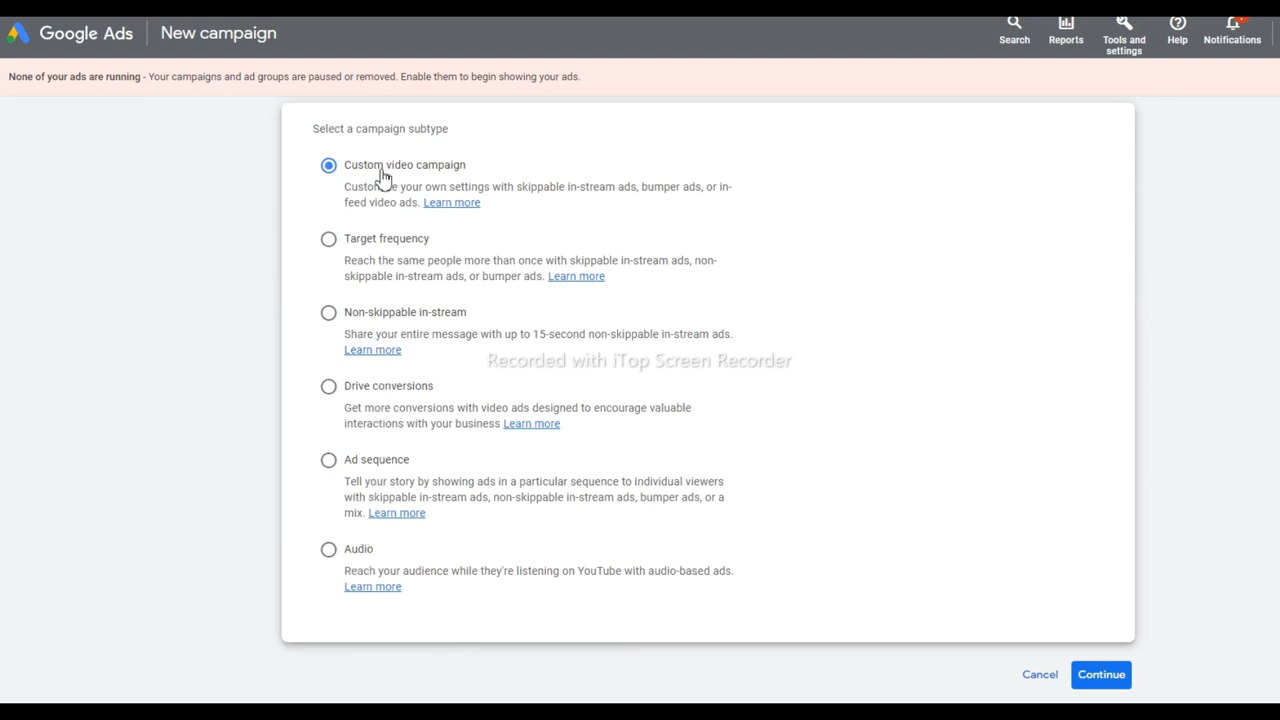 Google Ads New campaign
Search
Reports
Tools and
settings
Help
Notifications
None of your ads are running - Your campaigns and ad groups are paused or removed. Enable them to begin showing your ads.
Select a campaign subtype
Custom video campaign
Custo e your own settings with skippable in-stream ads, bumper ads, or in-
feed video ads. Learn more
Target frequency
Reach the same people more than once with skippable in-stream ads, non-
skippable in-stream ads, or bumper ads. Learn more
Non-skippable in-stream
Share your entire message with up to 15-second non-skippable in-stream ads.
Learn more
Recorded with iTop Screen Recorder
Drive conversions
Get more conversions with video ads designed to encourage valuable
interactions with your business Learn more
Ad sequence
Tell your story by showing ads in a particular sequence to individual viewers
with skippable in-stream ads, non-skippable in-stream ads, bumper ads, or a
mix. Learn more
Audio
Reach your audience while they're listening on YouTube with audio-based ads.
Learn more
Cancel
Continue